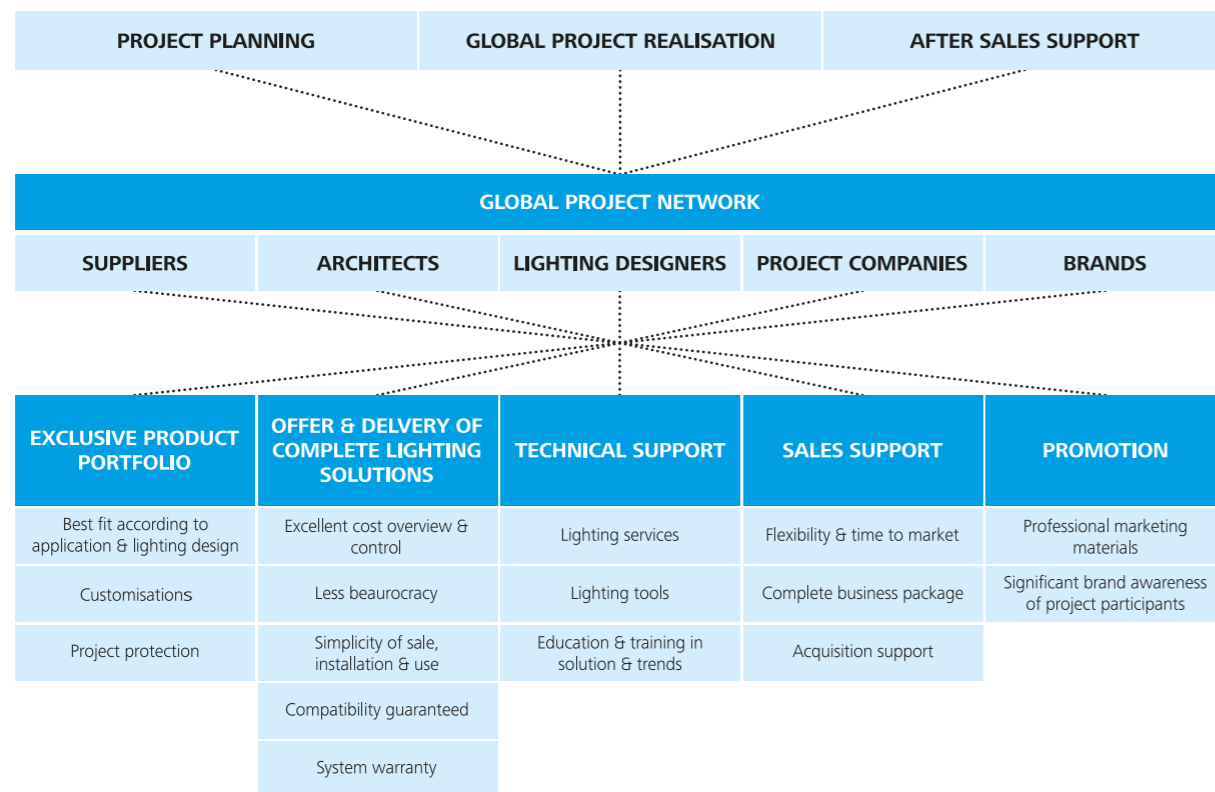 PROJECT PLANNING
GLOBAL PROJECT REALISATION
AFTER SALES SUPPORT
GLOBAL PROJECT NETWORK
SUPPLIERS
ARCHITECTS
LIGHTING DESIGNERS
PROJECT COMPANIES
BRANDS
EXCLUSIVE PRODUCT
PORTFOLIO
Best fit according to
application & lighting design
Customisations
Project protection
OFFER & DELVERY OF
COMPLETE LIGHTING
SOLUTIONS
Excellent cost overview &
control
Less beaurocracy
Simplicity of sale,
installation & use
Compatibility guaranteed
System warranty
TECHNICAL SUPPORT
Lighting services
Lighting tools
Education & training in
solution & trends
SALES SUPPORT
Flexibility & time to market
Complete business package
Acquisition support
PROMOTION
Professional marketing
materials
Significant brand awareness
of project participants